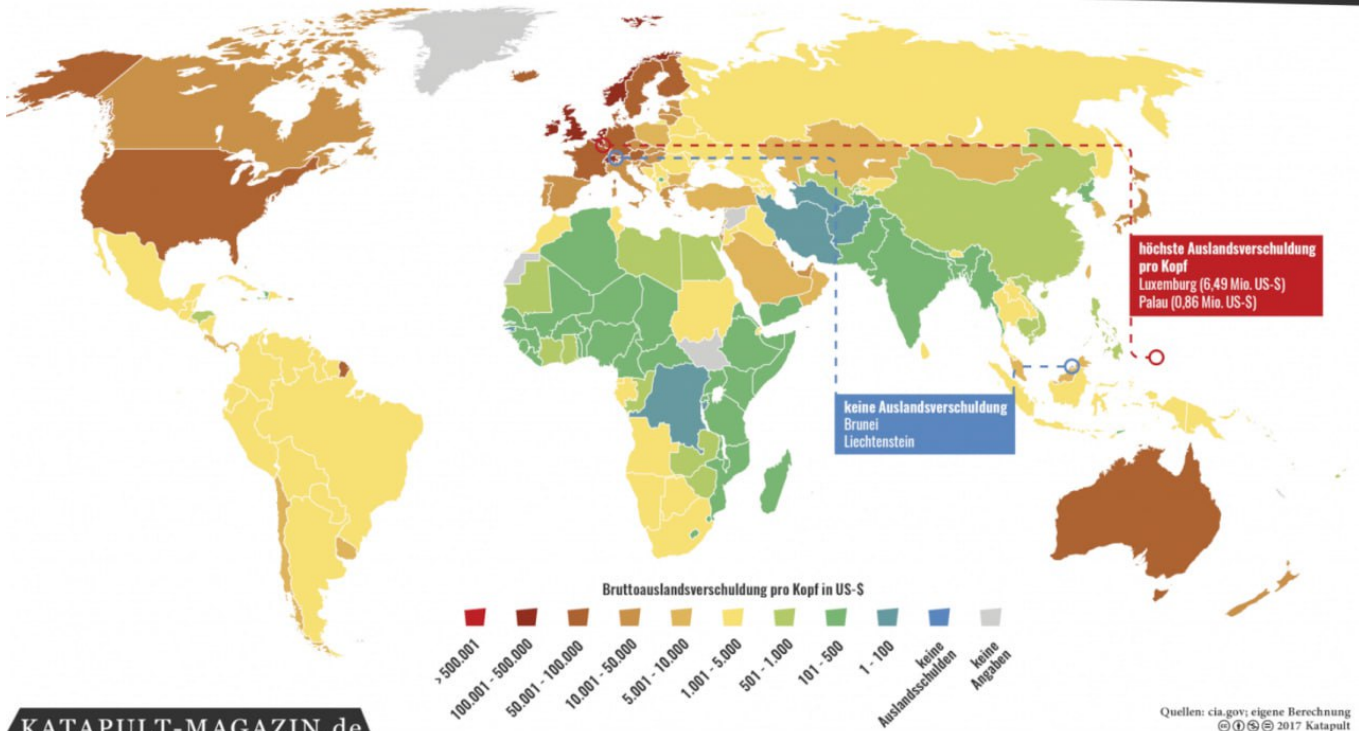 höchste Auslandsverschuldung
pro Kopf
Luxemburg (6,49 Mio. US-$)
Palau (0,86 Mio. US-$)
keine Auslandsverschuldung
Brunei
Liechtenstein
Bruttoauslandsverschuldung pro Kopf in US-$
> 500.001
100.001 - 500.000
50.001 - 100.000
10.001 - 50.000
5.001 - 10.000
1.001 - 5.000
501 - 1.000
101 - 500
1 - 100
keine
Auslandsschulden
keine
Angaben
KATAPULT-MAGAZIN.de
Quellen: cia.gov; eigene Berechnung
2017 Katapult